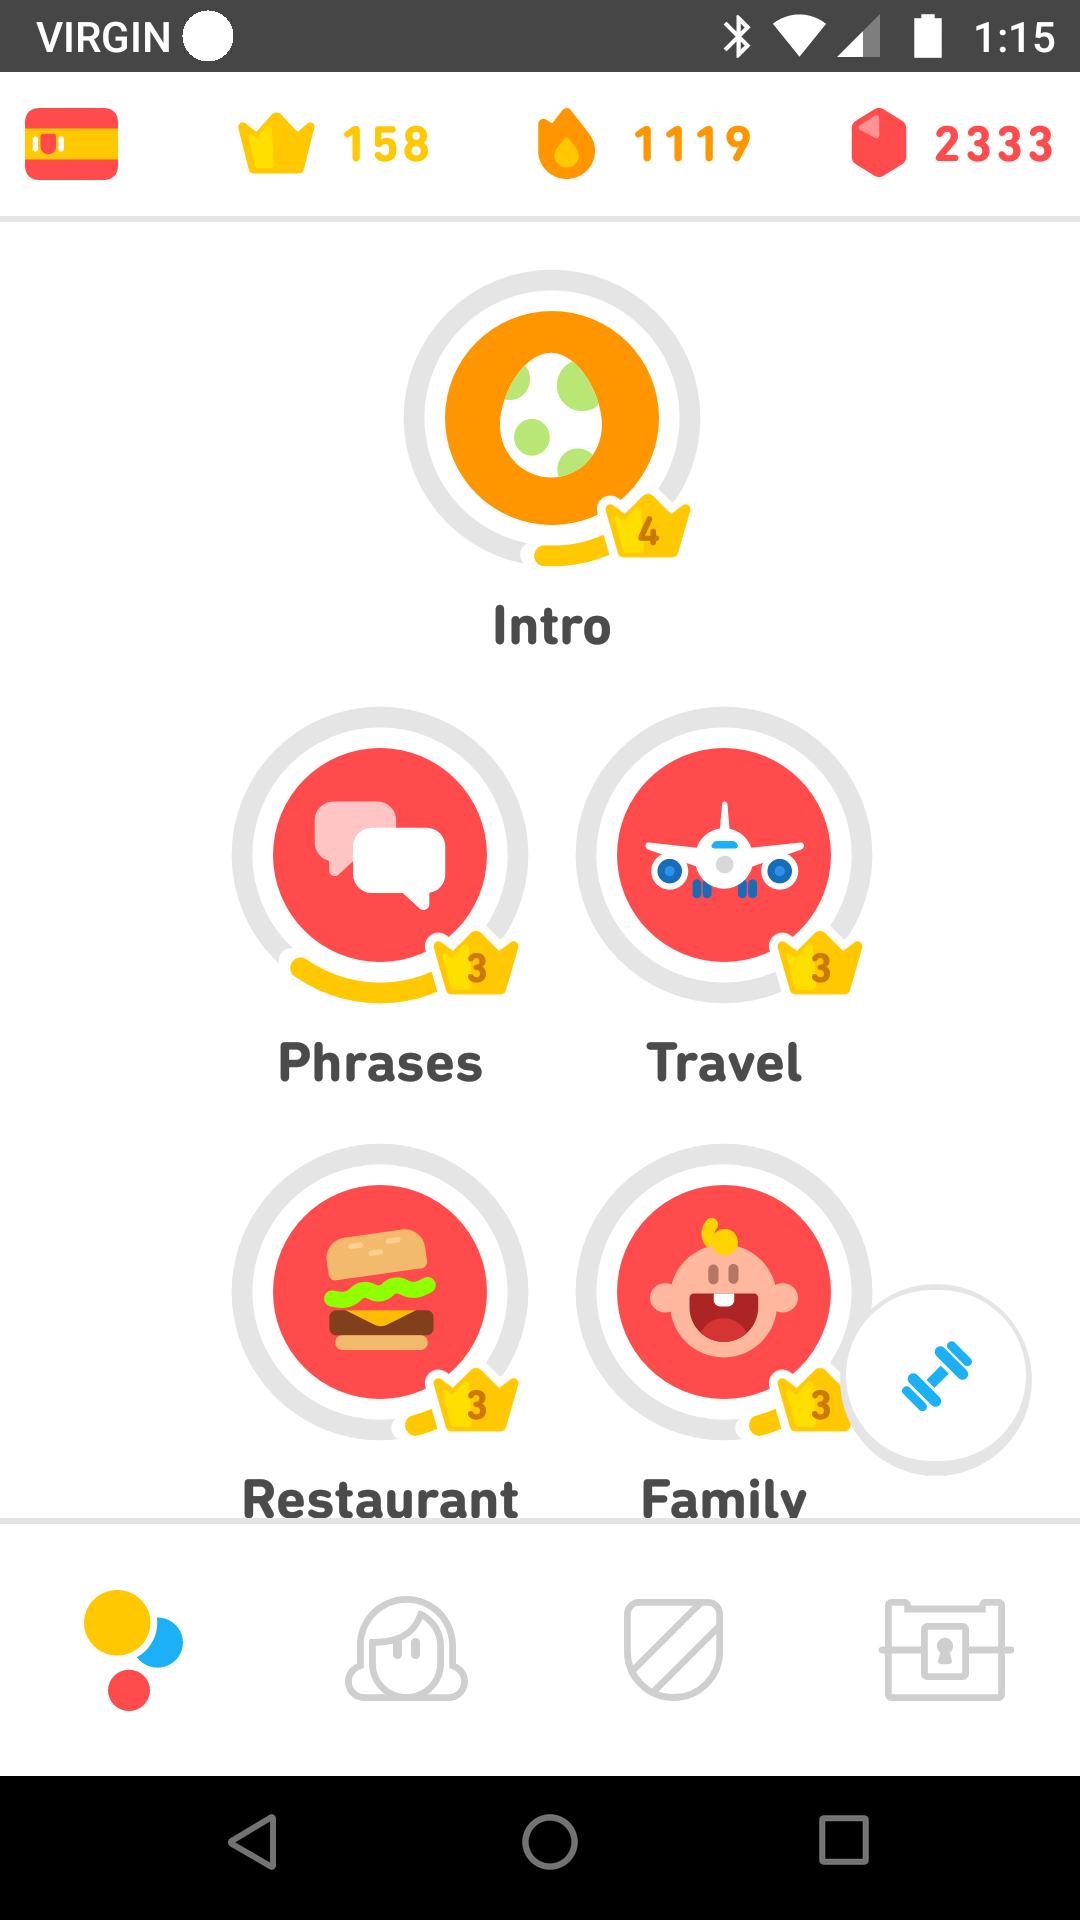 VIRGIN 1:15
158 1119 2333
4
Intro
3 3
Phrases Travel
3 3
Restaurant Family